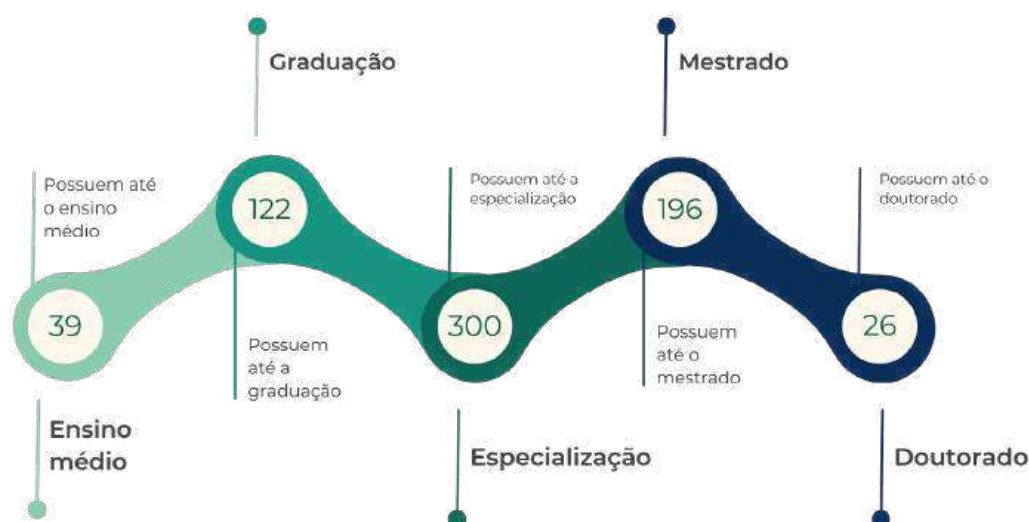 Graduação
Mestrado
Possuem até
o ensino
médio
122
Possuem até a
especialização
196
Possuem até o
doutorado
39
Possuem
até a
graduação
300
Possuem
até o
mestrado
26
Ensino
médio
Especialização
Doutorado